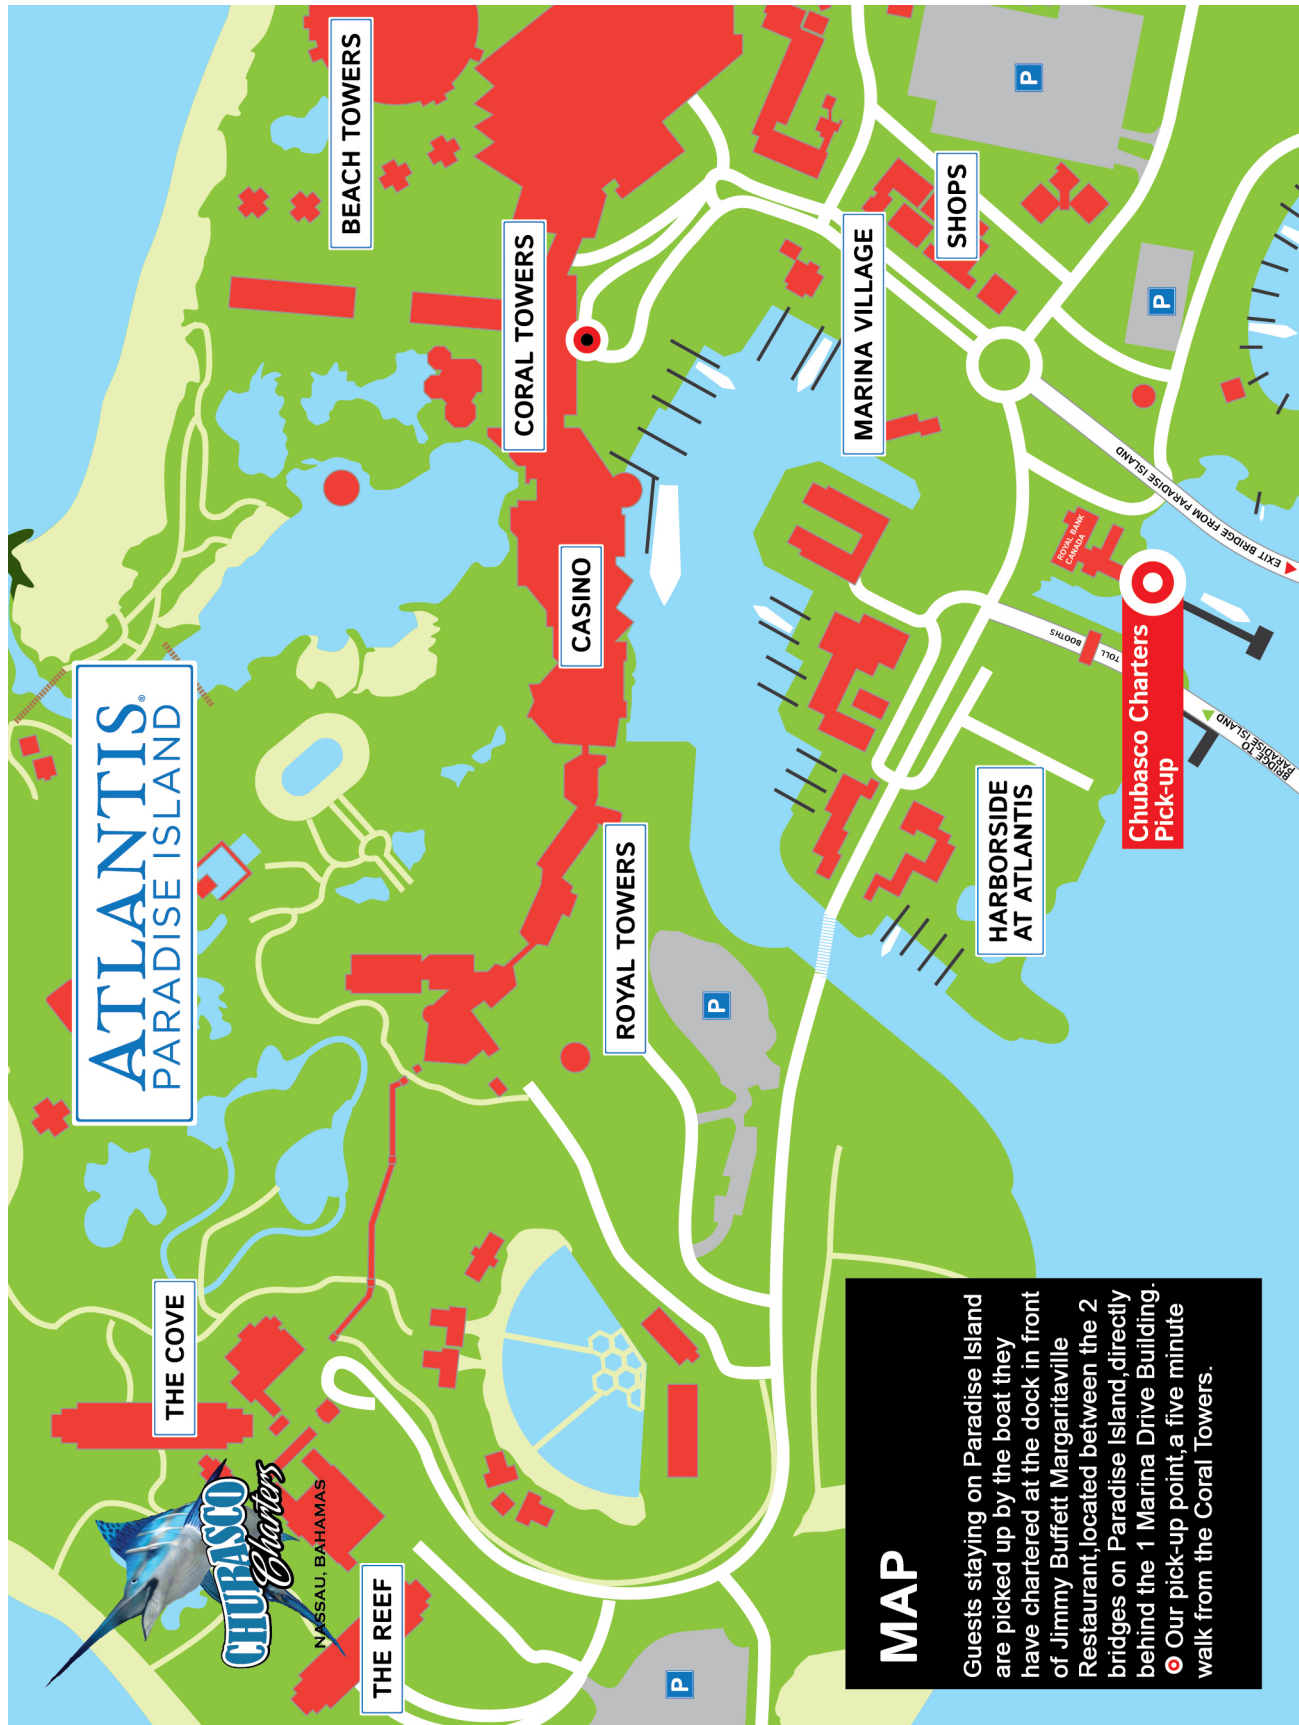 ATLANTIS®
PARADISE ISLAND
THE COVE
THE REEF
CHUBASCO
Charters
NASSAU, BAHAMAS
ROYAL TOWERS
CASINO
CORAL TOWERS
BEACH TOWERS
MARINA VILLAGE
SHOPS
HARBORSIDE
AT ATLANTIS
ROYAL BANK
CANADA
TOLL BOOTHS
BRIDGE TO
PARADISE ISLAND
EXIT BRIDGE FROM PARADISE ISLAND
Chubasco Charters
Pick-up
P
P
P
P
MAP
Guests staying on Paradise Island
are picked up by the boat they
have chartered at the dock in front
of Jimmy Buffett Margaritaville
Restaurant,located between the 2
bridges on Paradise Island,directly
behind the 1 Marina Drive Building.
Our pick-up point,a five minute
walk from the Coral Towers.